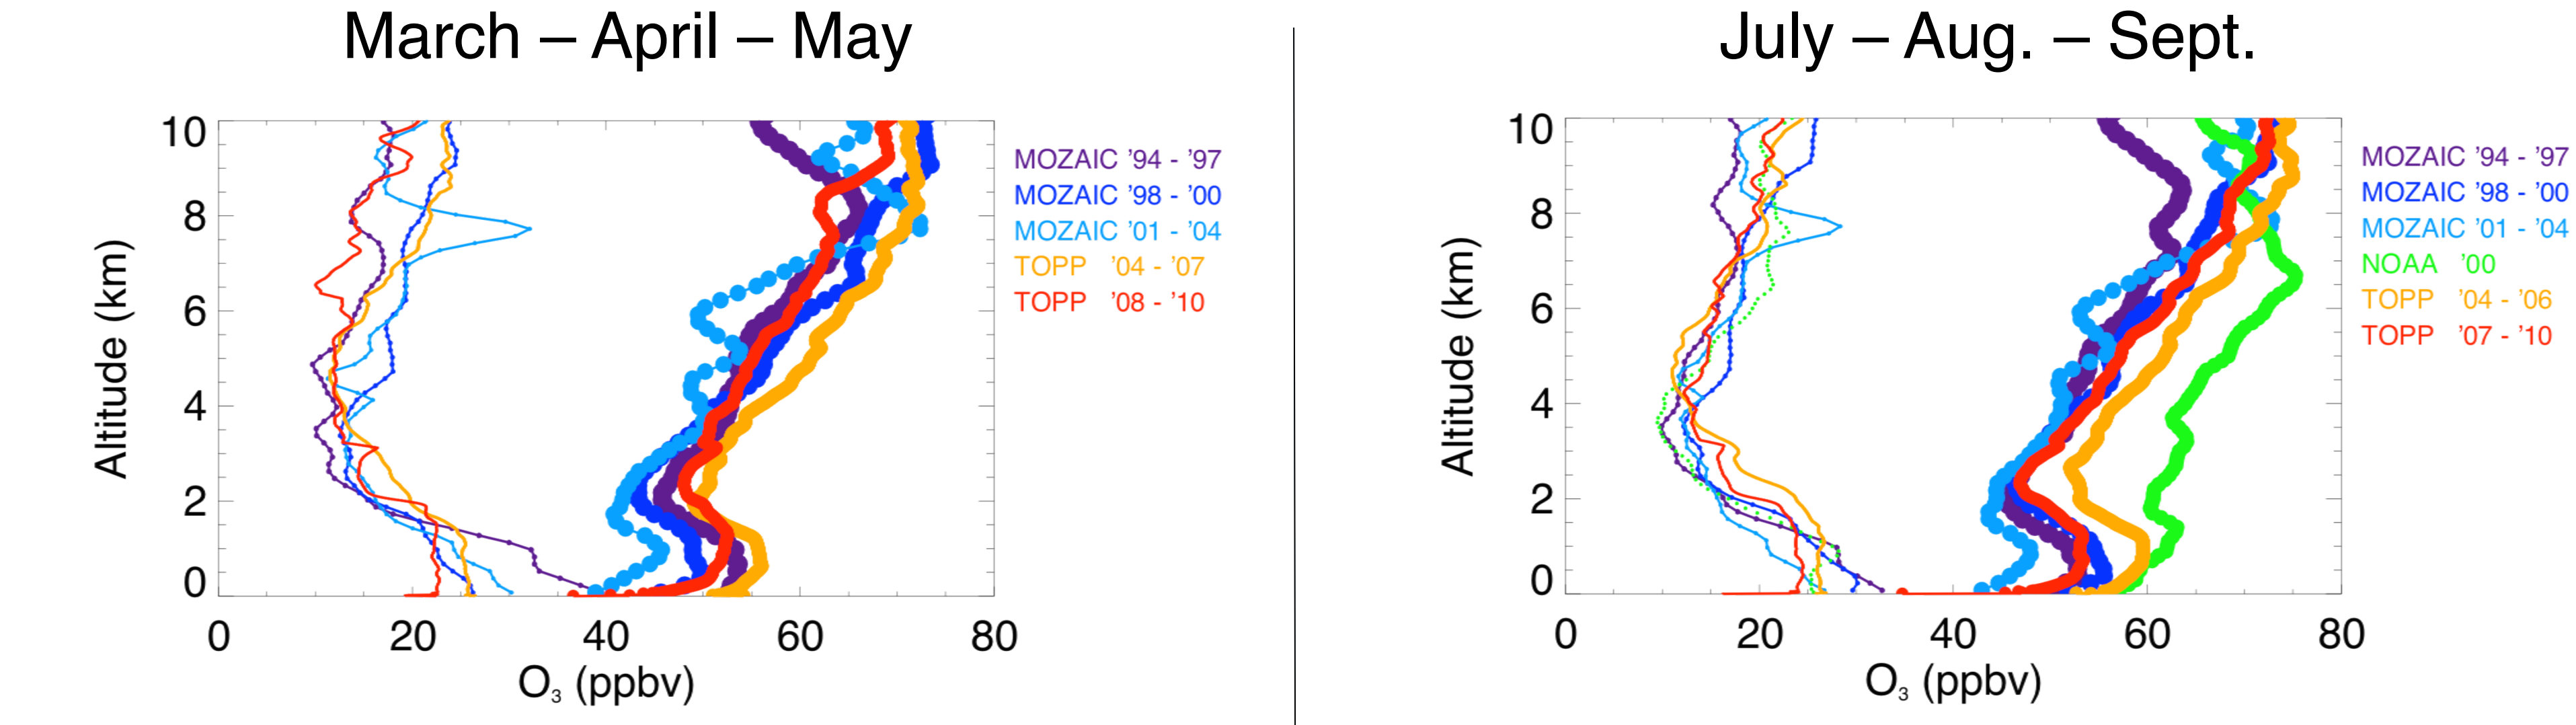 March – April – May
10
8
6
4
2
0
Altitude (km)
0 20 40 60 80
O₃ (ppbv)
MOZAIC '94 - '97
MOZAIC '98 - '00
MOZAIC '01 - '04
TOPP '04 - '07
TOPP '08 - '10
July – Aug. – Sept.
10
8
6
4
2
0
Altitude (km)
0 20 40 60 80
O₃ (ppbv)
MOZAIC '94 - '97
MOZAIC '98 - '00
MOZAIC '01 - '04
NOAA '00
TOPP '04 - '06
TOPP '07 - '10